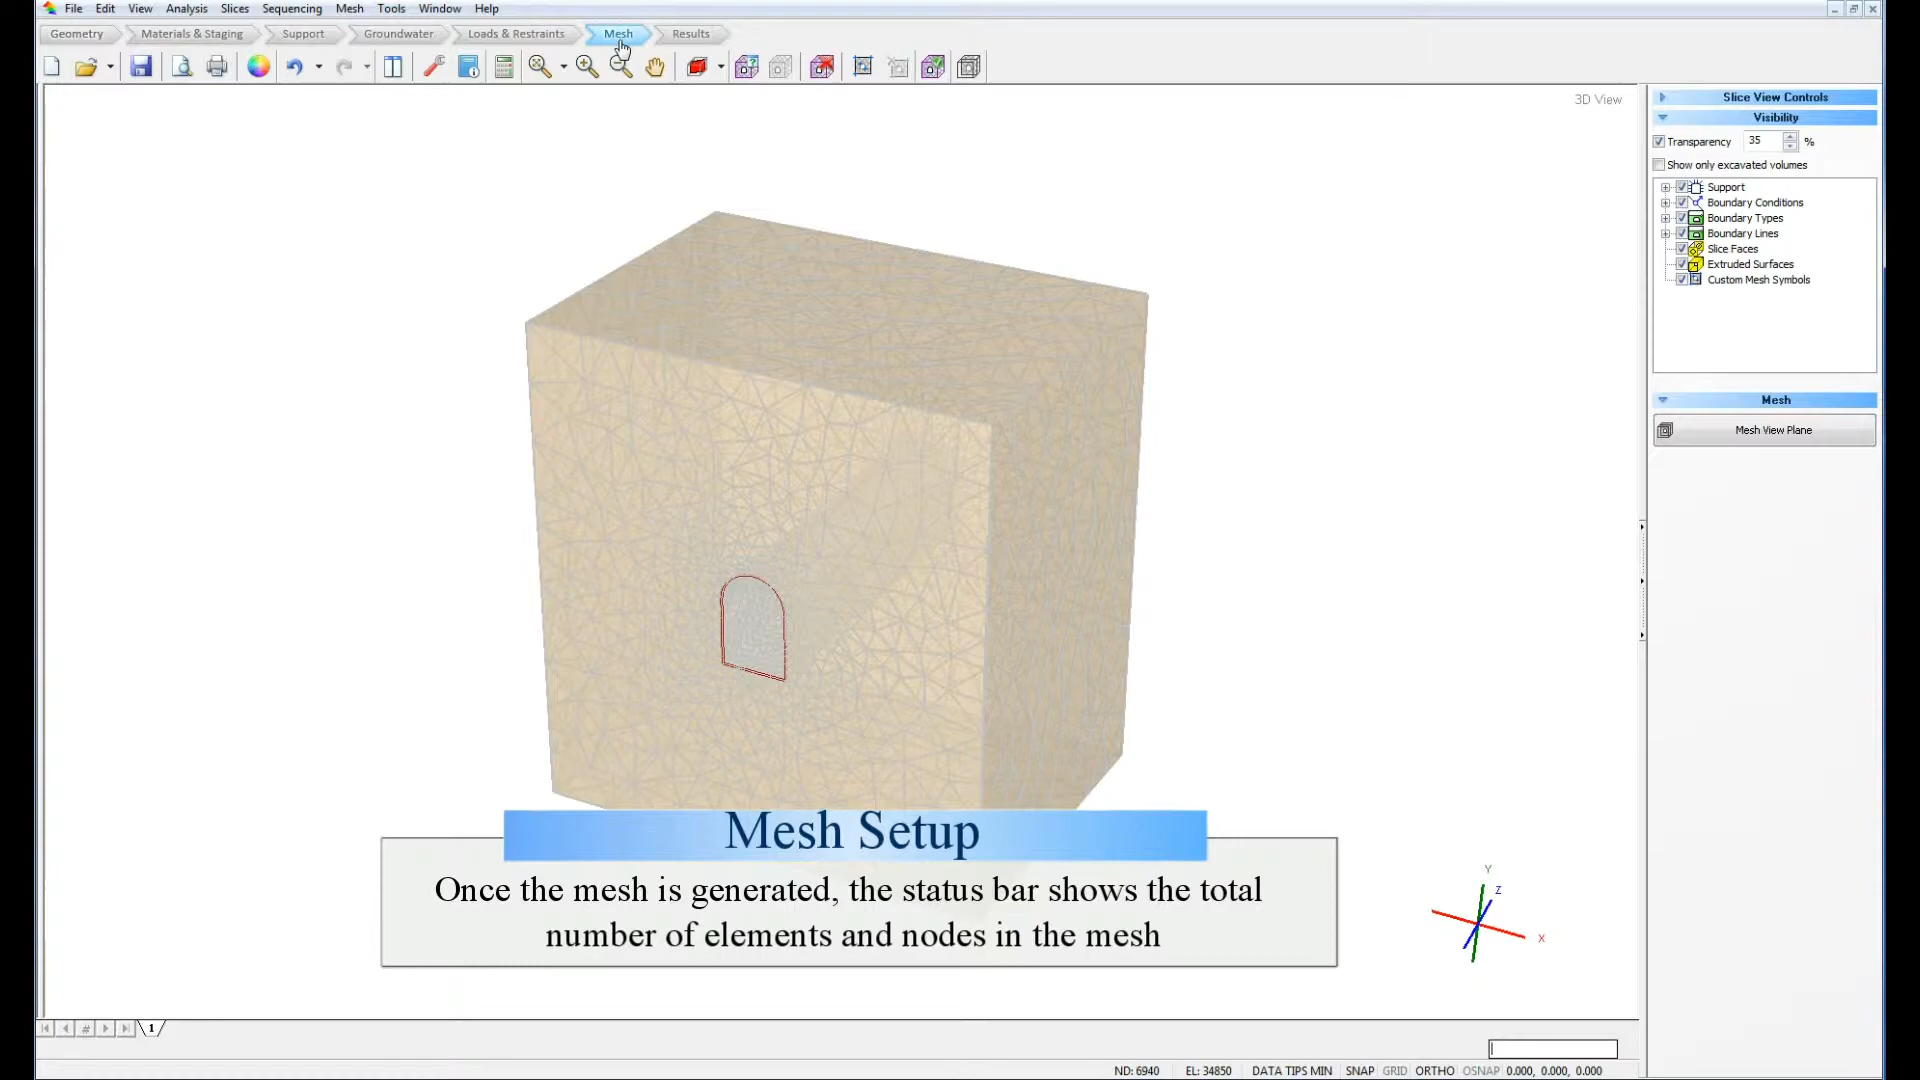 File Edit View Analysis Slices Sequencing Mesh Tools Window Help
Geometry Materials & Staging Support Groundwater Loads & Restraints Mesh Results
3D View
Slice View Controls
Visibility
Transparency 35 %
Show only excavated volumes
Support
Boundary Conditions
Boundary Types
Boundary Lines
Slice Faces
Extruded Surfaces
Custom Mesh Symbols
Mesh
Mesh View Plane
Mesh Setup
Once the mesh is generated, the status bar shows the total
number of elements and nodes in the mesh
Y
Z
X
1
ND: 6940 EL: 34850 DATA TIPS MIN SNAP GRID ORTHO OSNAP 0.000, 0.000, 0.000